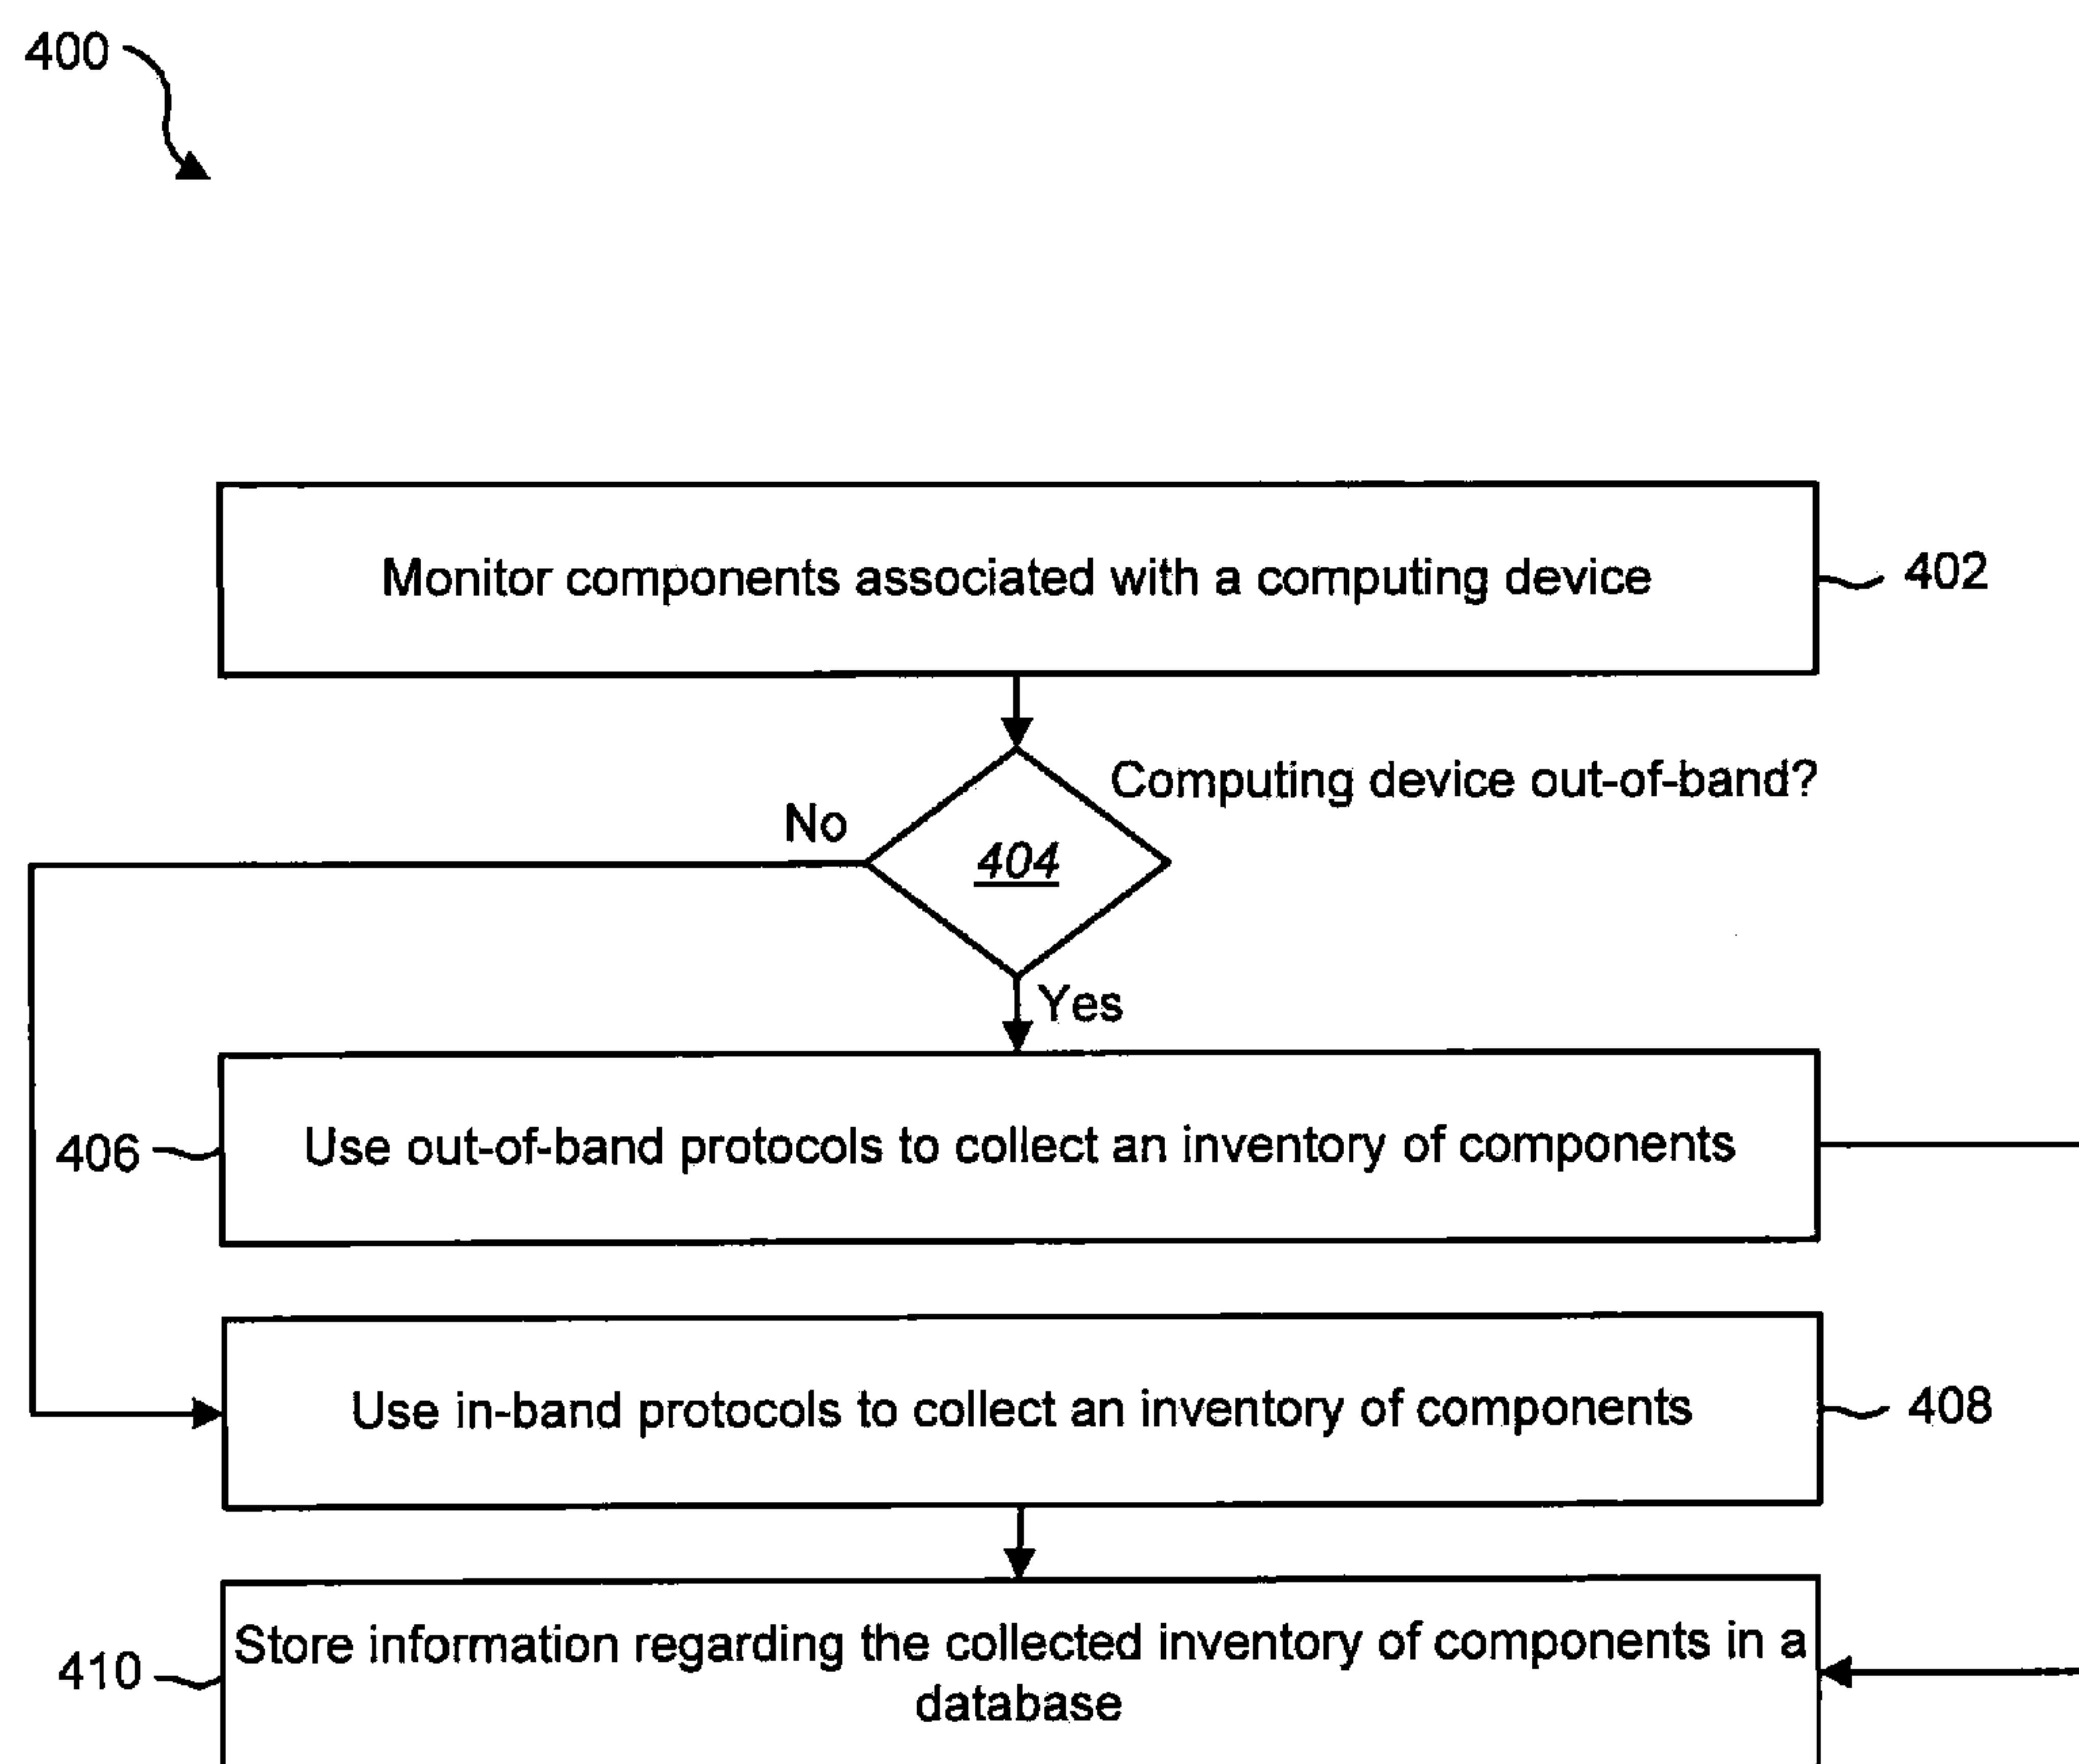 400
Monitor components associated with a computing device
402
Computing device out-of-band?
No
404
Yes
406
Use out-of-band protocols to collect an inventory of components
Use in-band protocols to collect an inventory of components
408
410
Store information regarding the collected inventory of components in a
database